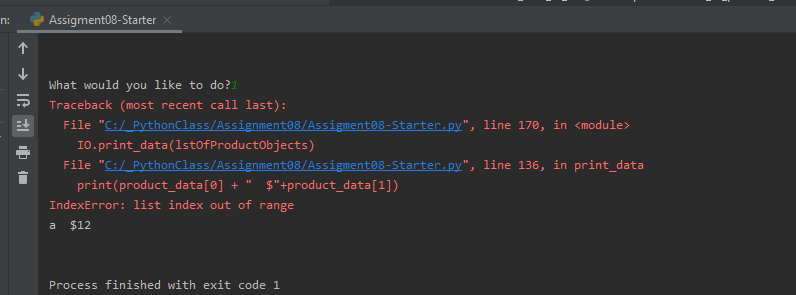 n: Assigment08-Starter
What would you like to do?1
Traceback (most recent call last):
File "C:/_PythonClass/Assignment08/Assigment08-Starter.py", line 170, in <module>
IO.print_data(lstOfProductObjects)
File "C:/_PythonClass/Assignment08/Assigment08-Starter.py", line 136, in print_data
print(product_data[0] + "  $"+product_data[1])
IndexError: list index out of range
a  $12
Process finished with exit code 1